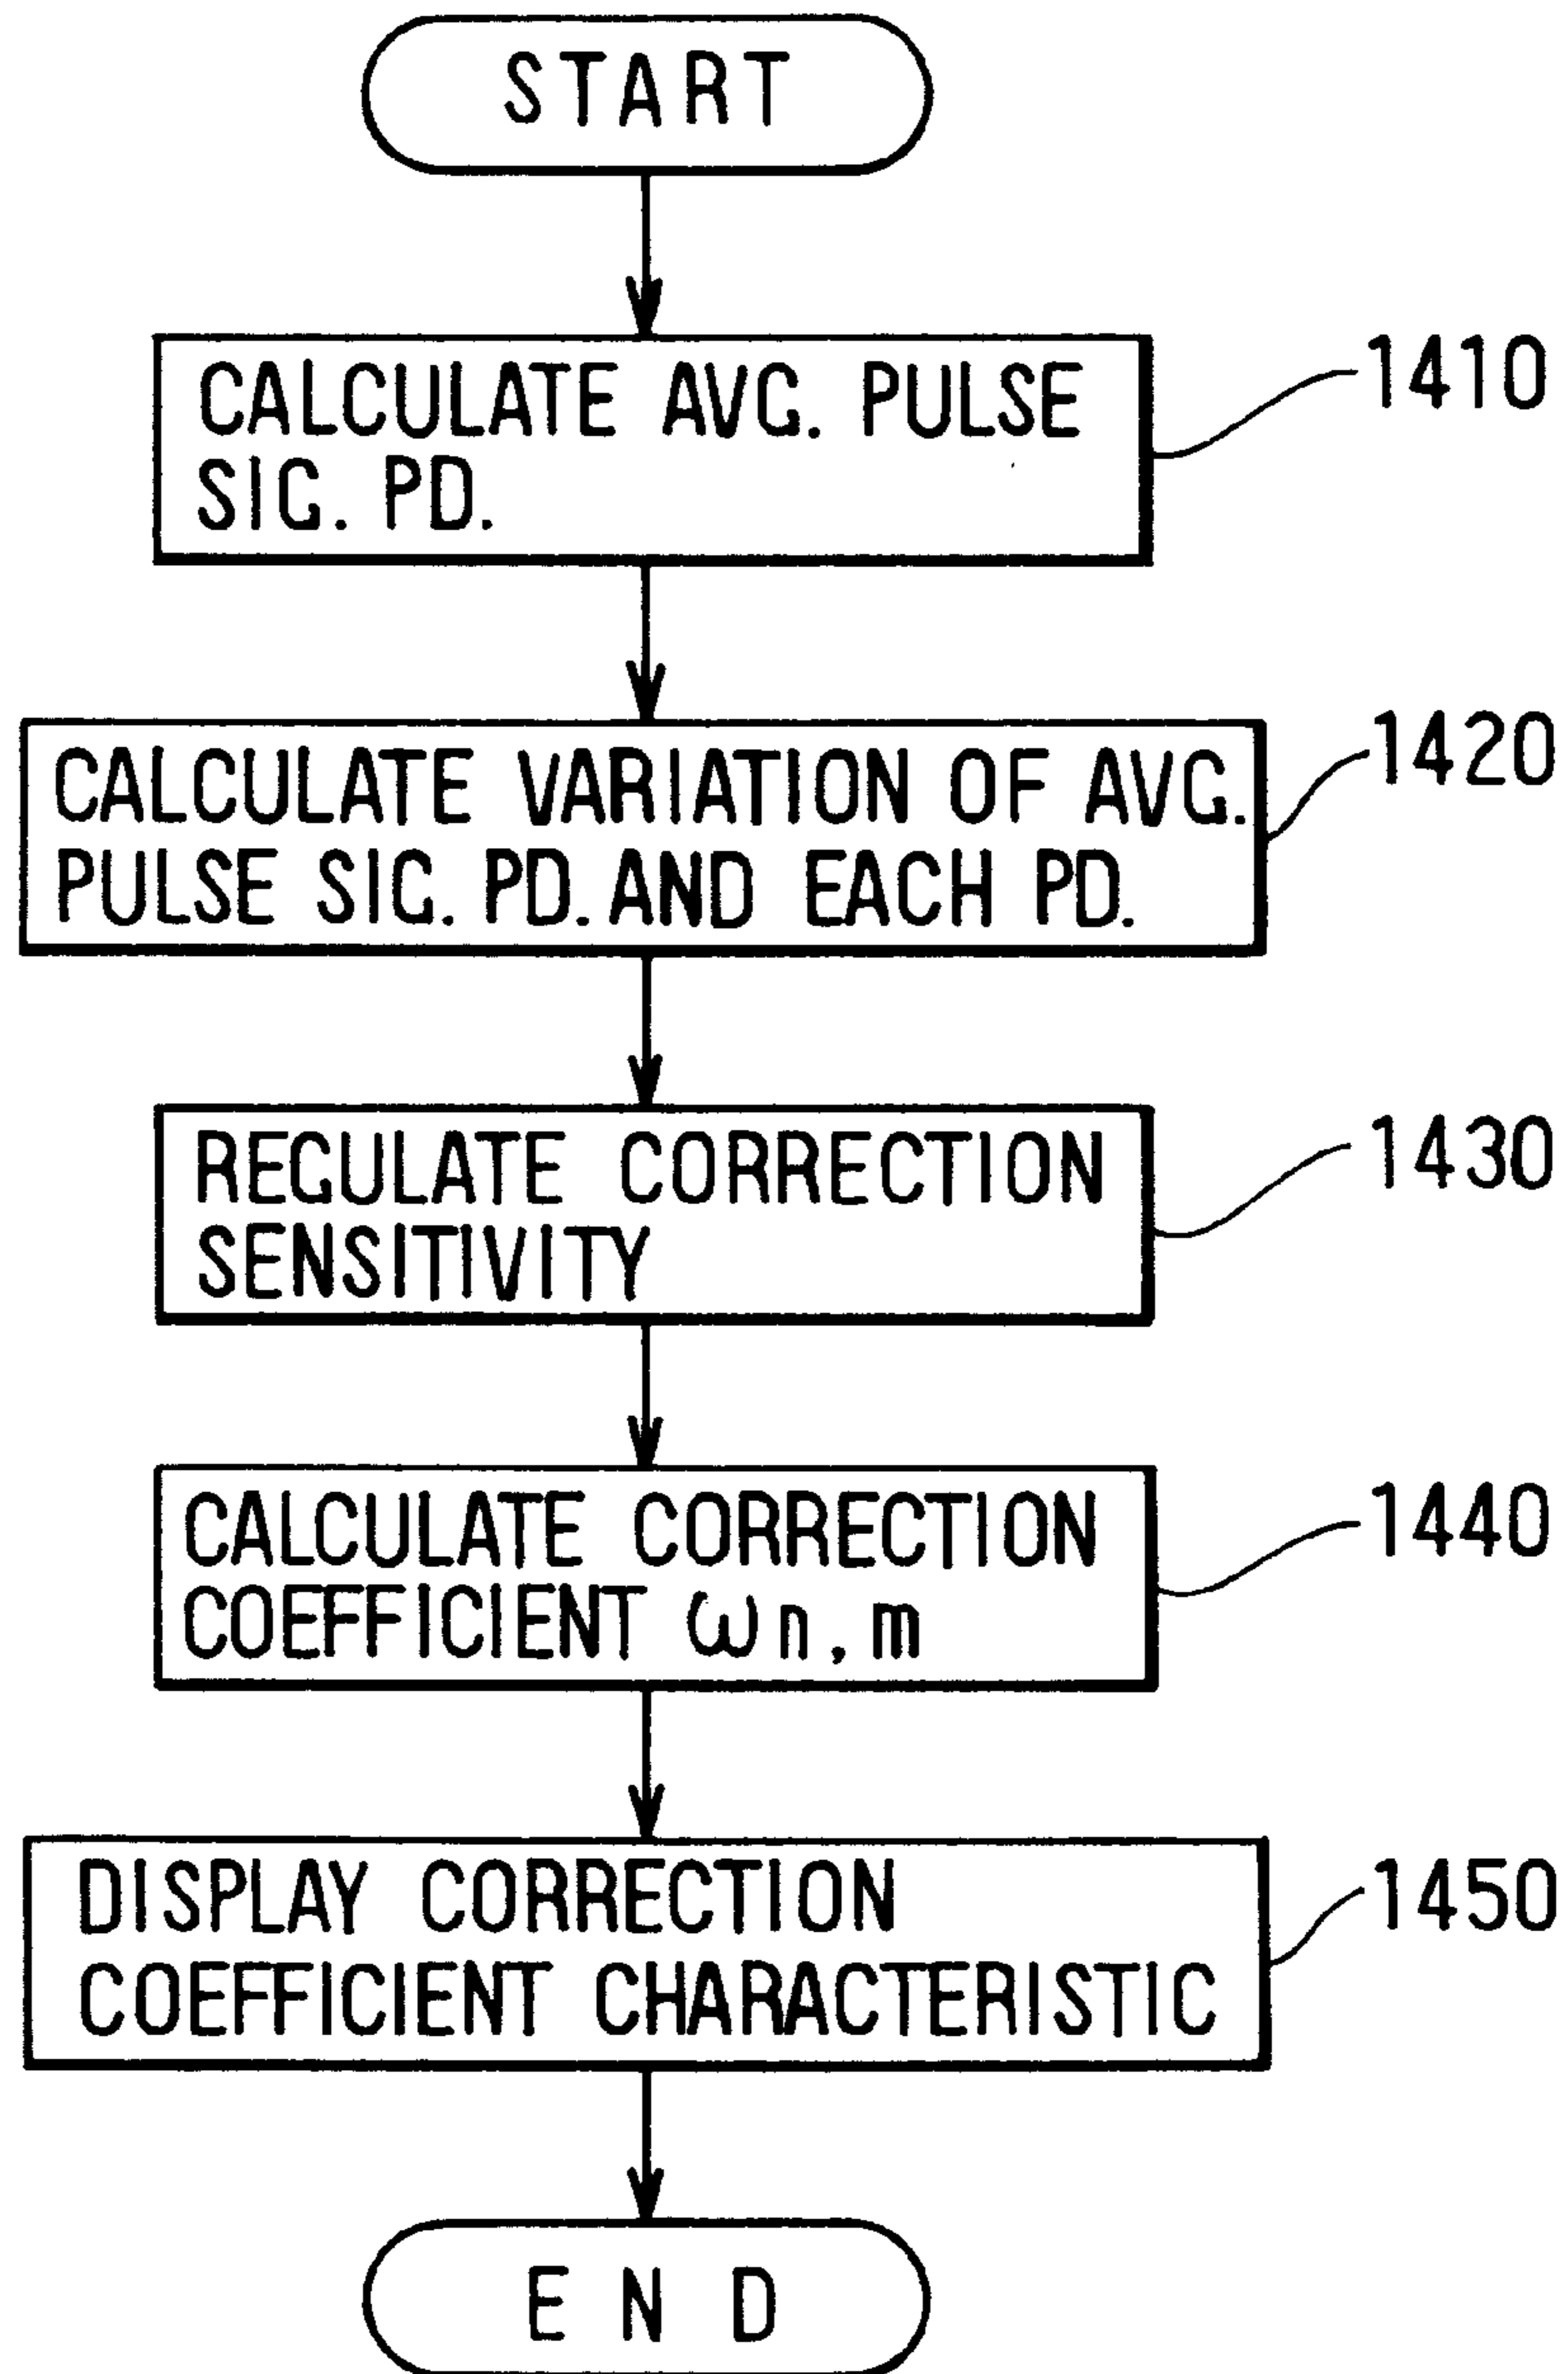 START
CALCULATE AVG. PULSE
SIG. PD.
1410
CALCULATE VARIATION OF AVG.
PULSE SIG. PD. AND EACH PD.
1420
REGULATE CORRECTION
SENSITIVITY
1430
CALCULATE CORRECTION
COEFFICIENT ωn,m
1440
DISPLAY CORRECTION
COEFFICIENT CHARACTERISTIC
1450
END